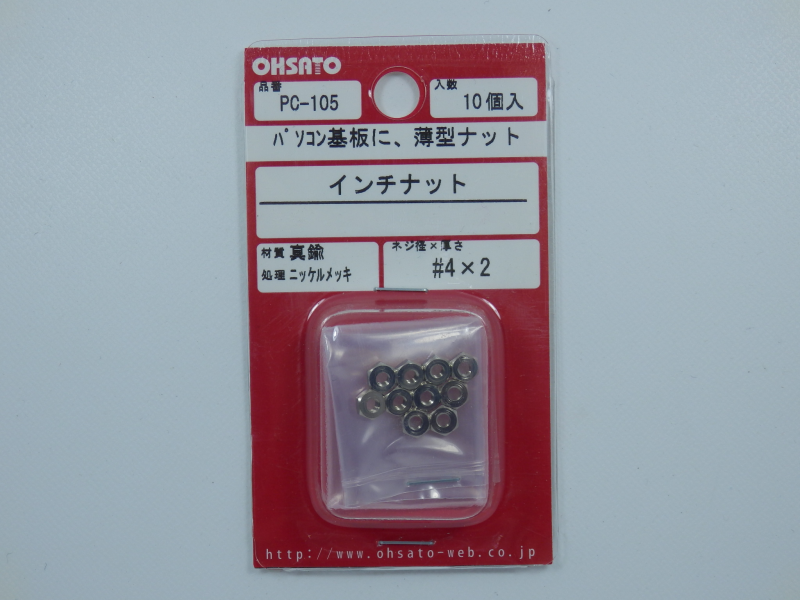 OHSATO
品番
PC-105
入数
10個入
パソコン基板に、薄型ナット
インチナット
材質 真鍮
処理 ニッケルメッキ
ネジ径×厚さ
#4×2
http://www.ohsato-web.co.jp